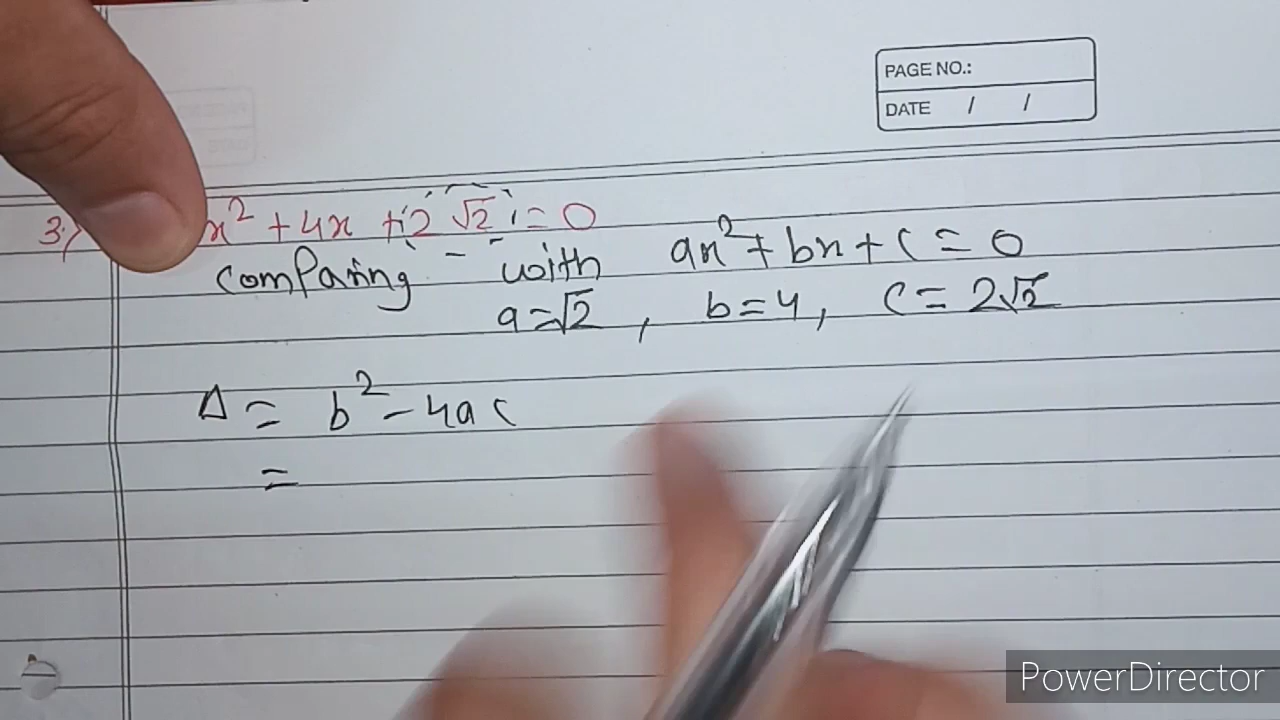 PAGE NO.:
DATE / /
3.) x² + 4x + 2√2 = 0
comparing with ax² + bx + c = 0
a = √2 , b = 4, c = 2√2
Δ = b² - 4ac
=
PowerDirector